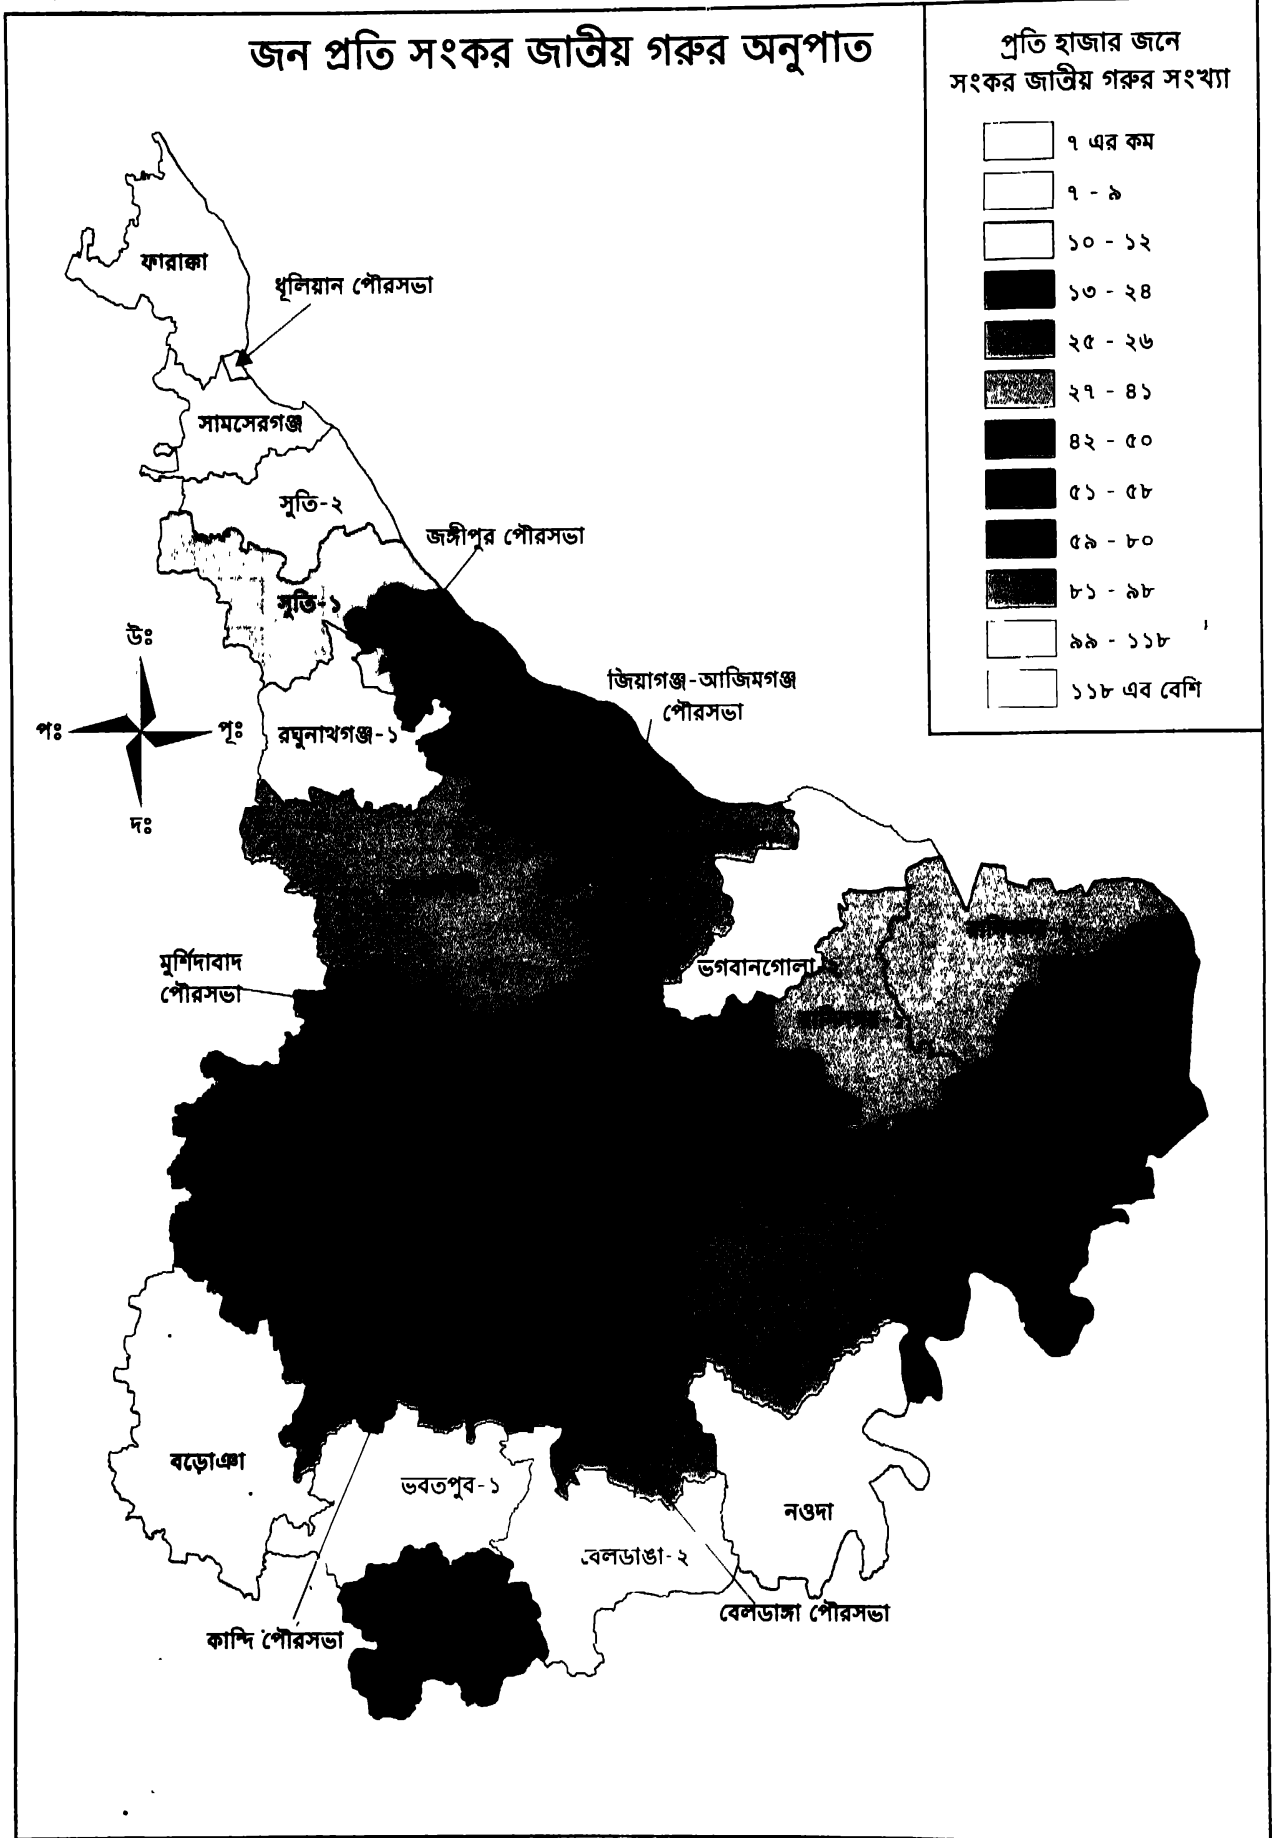 জন প্রতি সংকর জাতীয় গরুর অনুপাত
প্রতি হাজার জনে
সংকর জাতীয় গরুর সংখ্যা
৭ এর কম
৭ - ৯
১০ - ১২
১৩ - ২৪
২৫ - ২৬
২৭ - ৪১
৪২ - ৫০
৫১ - ৫৮
৫৯ - ৮০
৮১ - ৯৮
৯৯ - ১১৮
১১৮ এব বেশি
ফারাক্কা
ধূলিয়ান পৌরসভা
সামসেরগঞ্জ
সুতি-২
জঙ্গীপুর পৌরসভা
সুতি-১
উঃ
পঃ
পূঃ
দঃ
জিয়াগঞ্জ-আজিমগঞ্জ
পৌরসভা
রঘুনাথগঞ্জ-১
মুর্শিদাবাদ
পৌরসভা
ভগবানগোলা
বড়োঞা
ভবতপুব-১
নওদা
বেলডাঙা-২
বেলডাঙ্গা পৌরসভা
কান্দি পৌরসভা